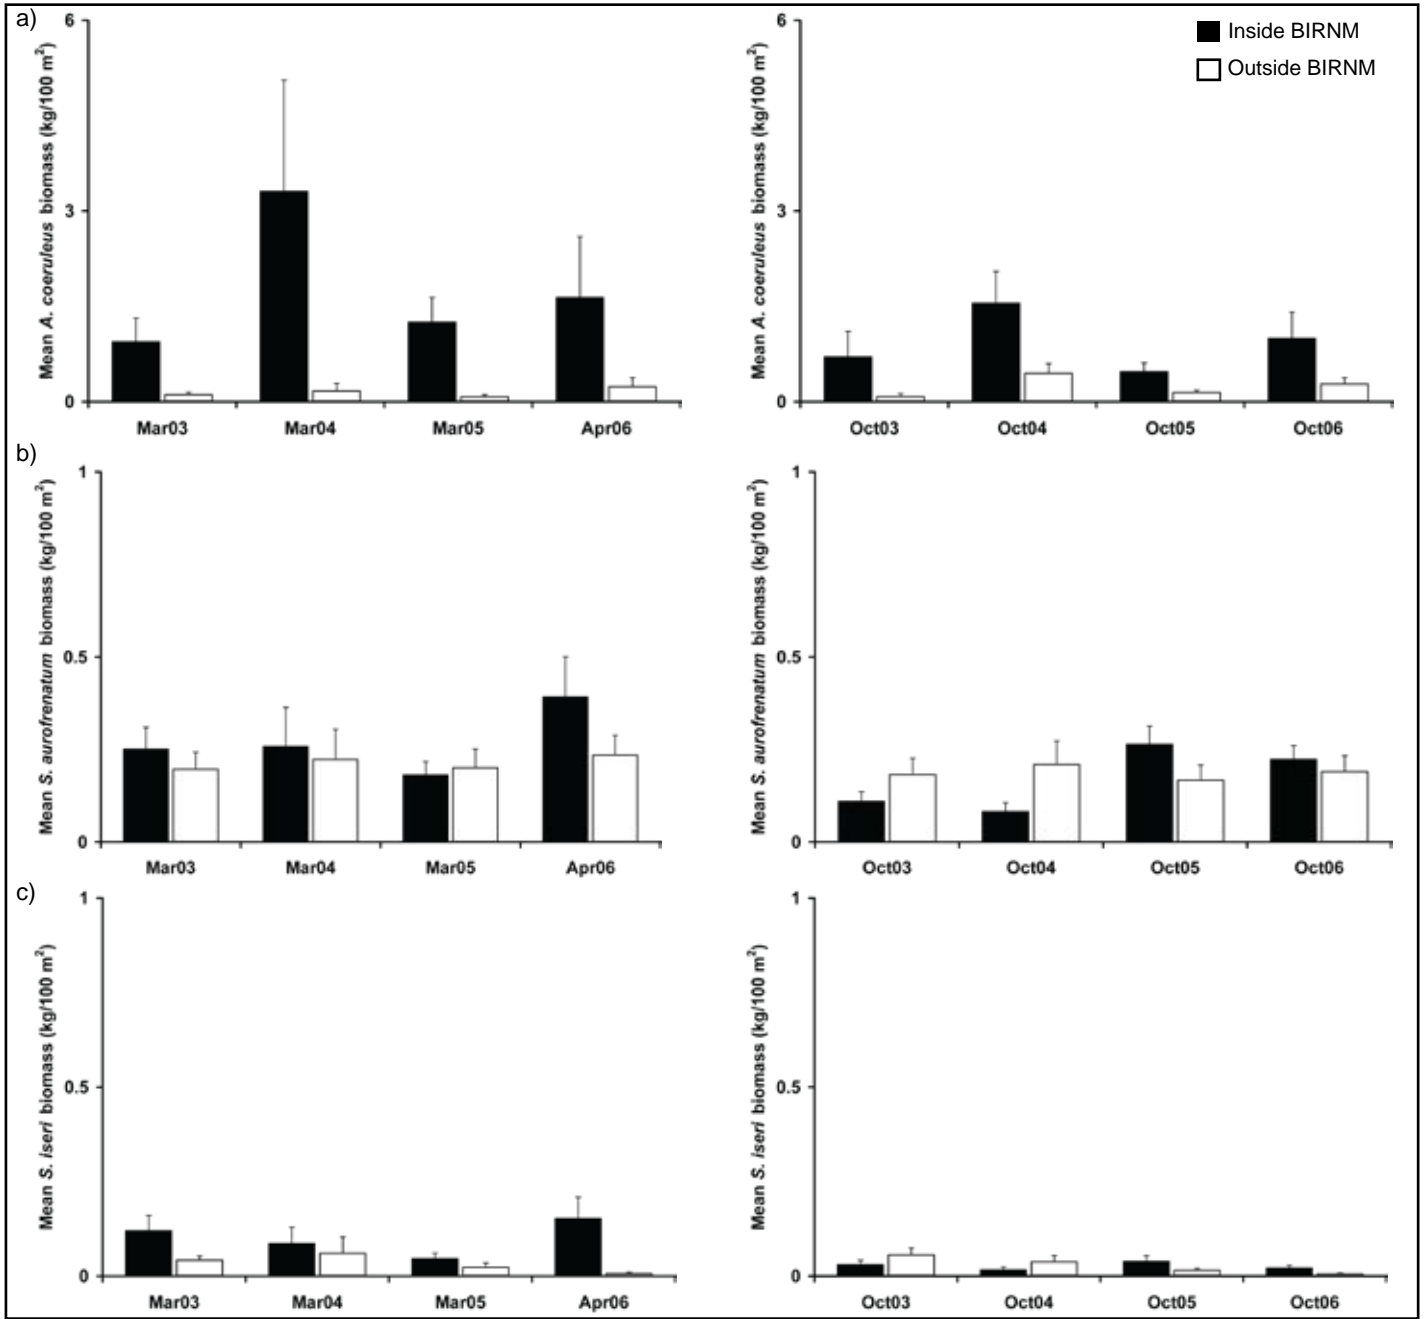 a)
Mean A. coeruleus biomass (kg/100 m²)
6
3
0
Mar03 Mar04 Mar05 Apr06
Mean A. coeruleus biomass (kg/100 m²)
6
3
0
Oct03 Oct04 Oct05 Oct06
Inside BIRNM
Outside BIRNM
b)
Mean S. aurofrenatum biomass (kg/100 m²)
1
0.5
0
Mar03 Mar04 Mar05 Apr06
Mean S. aurofrenatum biomass (kg/100 m²)
1
0.5
0
Oct03 Oct04 Oct05 Oct06
c)
Mean S. iseri biomass (kg/100 m²)
1
0.5
0
Mar03 Mar04 Mar05 Apr06
Mean S. iseri biomass (kg/100 m²)
1
0.5
0
Oct03 Oct04 Oct05 Oct06